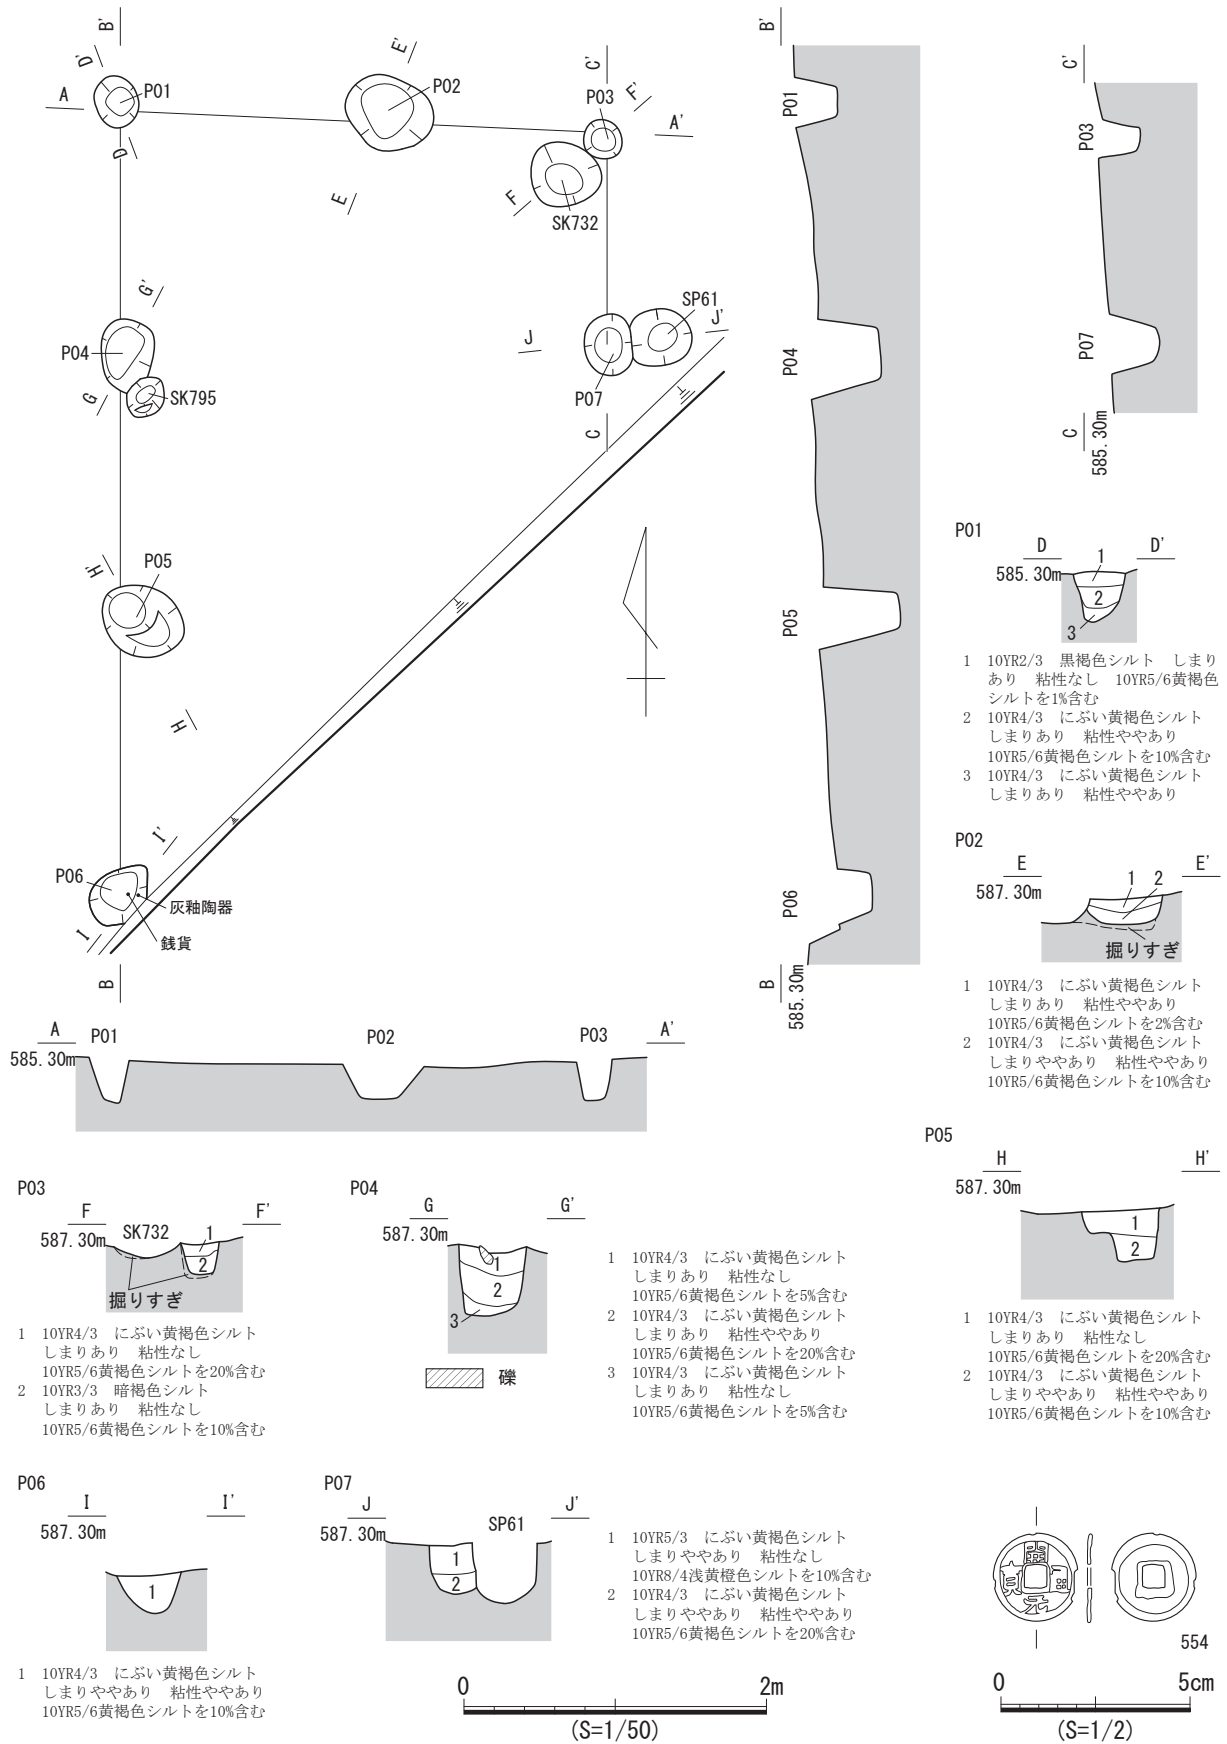 B'
D'
A
P01
D
E'
P02
E
C'
P03
F'
A'
F
SK732
G'
P04
G
SK795
J
SP61
J'
P07
C
H'
P05
H
I'
P06
灰釉陶器
銭貨
I
B
B'
P01
P04
P05
P06
B
585.30m
C'
P03
P07
C
585.30m
A
P01
P02
P03
A'
585.30m
P01
D
D'
585.30m
1
2
3
1 10YR2/3 黒褐色シルト しまり
あり 粘性なし 10YR5/6黄褐色
シルトを1%含む
2 10YR4/3 にぶい黄褐色シルト
しまりあり 粘性ややあり
10YR5/6黄褐色シルトを10%含む
3 10YR4/3 にぶい黄褐色シルト
しまりあり 粘性ややあり
P02
E
E'
587.30m
1 2
掘りすぎ
1 10YR4/3 にぶい黄褐色シルト
しまりあり 粘性ややあり
10YR5/6黄褐色シルトを2%含む
2 10YR4/3 にぶい黄褐色シルト
しまりややあり 粘性ややあり
10YR5/6黄褐色シルトを10%含む
P03
F
F'
587.30m
SK732
1
2
掘りすぎ
1 10YR4/3 にぶい黄褐色シルト
しまりあり 粘性なし
10YR5/6黄褐色シルトを20%含む
2 10YR3/3 暗褐色シルト
しまりあり 粘性なし
10YR5/6黄褐色シルトを10%含む
P04
G
G'
587.30m
1
2
3
礫
1 10YR4/3 にぶい黄褐色シルト
しまりあり 粘性なし
10YR5/6黄褐色シルトを5%含む
2 10YR4/3 にぶい黄褐色シルト
しまりあり 粘性ややあり
10YR5/6黄褐色シルトを20%含む
3 10YR4/3 にぶい黄褐色シルト
しまりあり 粘性なし
10YR5/6黄褐色シルトを5%含む
P05
H
H'
587.30m
1
2
1 10YR4/3 にぶい黄褐色シルト
しまりあり 粘性なし
10YR5/6黄褐色シルトを20%含む
2 10YR4/3 にぶい黄褐色シルト
しまりややあり 粘性ややあり
10YR5/6黄褐色シルトを10%含む
P06
I
I'
587.30m
1
1 10YR4/3 にぶい黄褐色シルト
しまりややあり 粘性ややあり
10YR5/6黄褐色シルトを10%含む
P07
J
J'
587.30m
SP61
1
2
1 10YR5/3 にぶい黄褐色シルト
しまりややあり 粘性なし
10YR8/4浅黄橙色シルトを10%含む
2 10YR4/3 にぶい黄褐色シルト
しまりややあり 粘性ややあり
10YR5/6黄褐色シルトを20%含む
554
0 2m
(S=1/50)
0 5cm
(S=1/2)